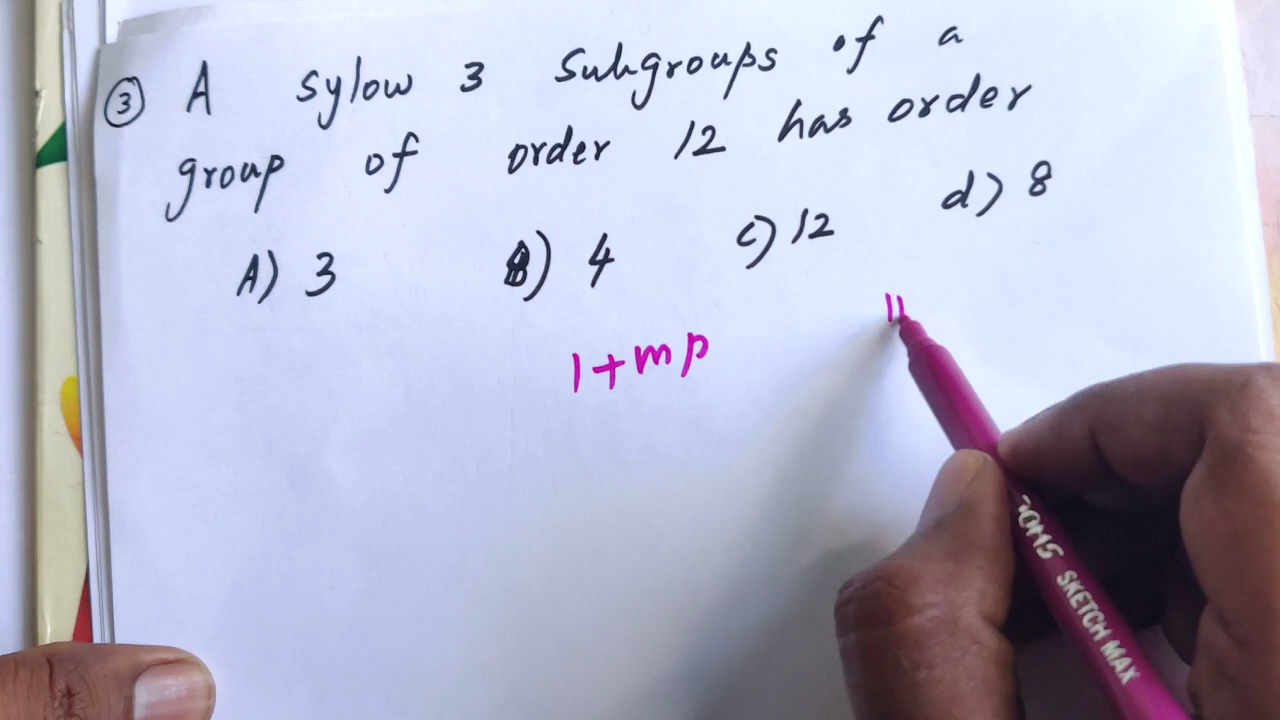 ③ A sylow 3 subgroups of a
group of order 12 has order
A) 3 B) 4 c) 12 d) 8
1+mp
SKETCH MAX